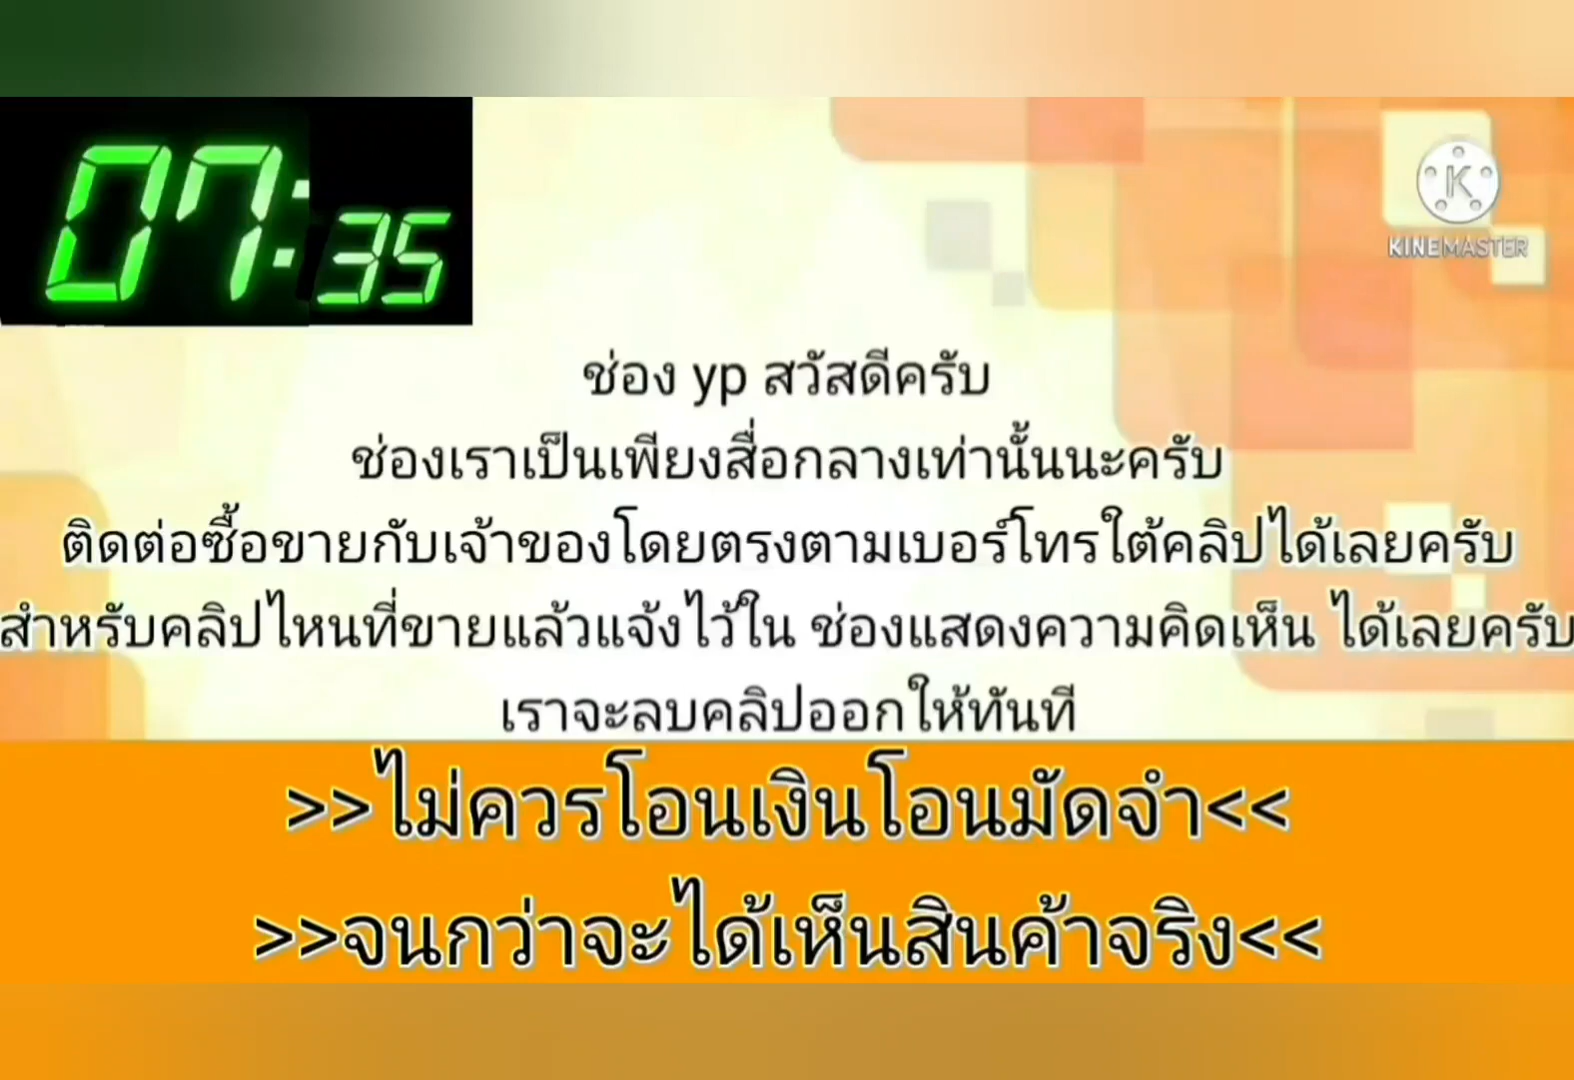 07:35
KINEMASTER
ช่อง yp สวัสดีครับ
ช่องเราเป็นเพียงสื่อกลางเท่านั้นนะครับ
ติดต่อซื้อขายกับเจ้าของโดยตรงตามเบอร์โทรใต้คลิปได้เลยครับ
สำหรับคลิปไหนที่ขายแล้วแจ้งไว้ใน ช่องแสดงความคิดเห็น ได้เลยครับ
เราจะลบคลิปออกให้ทันที
>>ไม่ควรโอนเงินโอนมัดจำ<<
>>จนกว่าจะได้เห็นสินค้าจริง<<